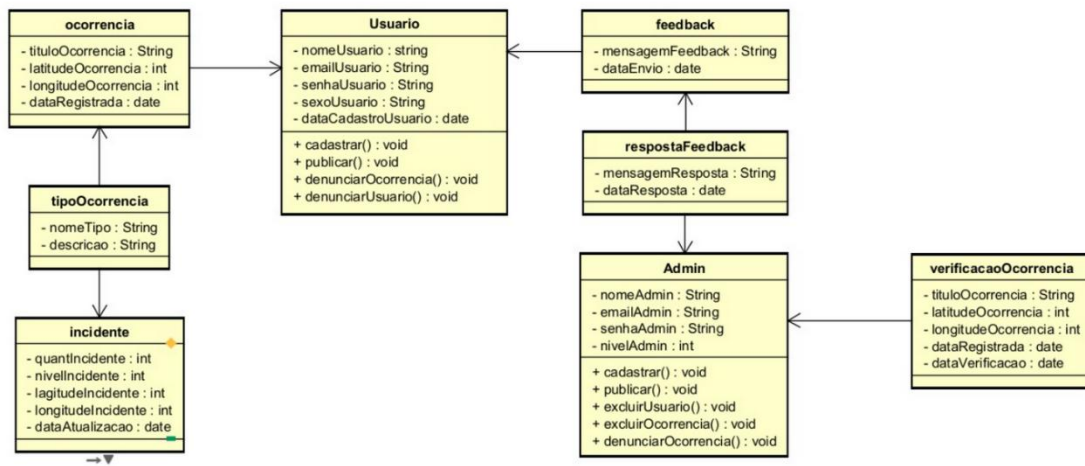 ocorrencia
- tituloOcorrencia : String
- latitudeOcorrencia : int
- longitudeOcorrencia : int
- dataRegistrada : date
Usuario
- nomeUsuario : string
- emailUsuario : String
- senhaUsuario : String
- sexoUsuario : String
- dataCadastroUsuario : date
+ cadastrar() : void
+ publicar() : void
+ denunciarOcorrencia() : void
+ denunciarUsuario() : void
feedback
- mensagemFeedback : String
- dataEnvio : date
respostaFeedback
- mensagemResposta : String
- dataResposta : date
tipoOcorrencia
- nomeTipo : String
- descricao : String
incidente
- quantIncidente : int
- nivelIncidente : int
- lagitudeIncidente : int
- longitudeIncidente : int
- dataAtualizacao : date
Admin
- nomeAdmin : String
- emailAdmin : String
- senhaAdmin : String
- nivelAdmin : int
+ cadastrar() : void
+ publicar() : void
+ excluirUsuario() : void
+ excluirOcorrencia() : void
+ denunciarOcorrencia() : void
verificacaoOcorrencia
- tituloOcorrencia : String
- latitudeOcorrencia : int
- longitudeOcorrencia : int
- dataRegistrada : date
- dataVerificacao : date